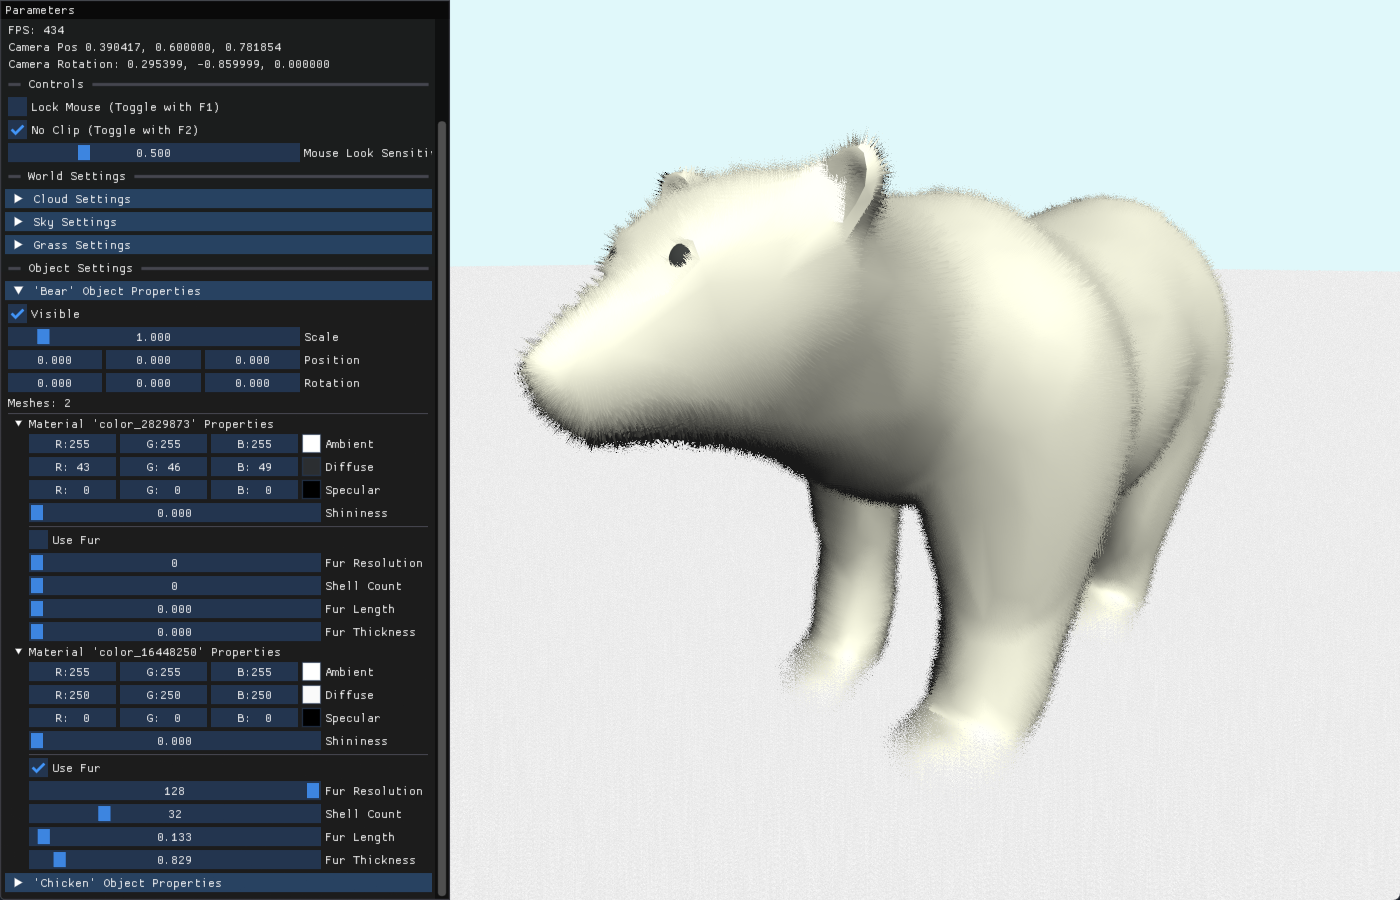 Parameters
FPS: 434
Camera Pos 0.390417, 0.600000, 0.781854
Camera Rotation: 0.295399, -0.859999, 0.000000
Controls
Lock Mouse (Toggle with F1)
No Clip (Toggle with F2)
0.500 Mouse Look Sensiti
World Settings
Cloud Settings
Sky Settings
Grass Settings
Object Settings
'Bear' Object Properties
Visible
1.000 Scale
0.000 0.000 0.000 Position
0.000 0.000 0.000 Rotation
Meshes: 2
Material 'color_2829873' Properties
R:255 G:255 B:255 Ambient
R: 43 G: 46 B: 49 Diffuse
R: 0 G: 0 B: 0 Specular
0.000 Shininess
Use Fur
0 Fur Resolution
0 Shell Count
0.000 Fur Length
0.000 Fur Thickness
Material 'color_16448250' Properties
R:255 G:255 B:255 Ambient
R:250 G:250 B:250 Diffuse
R: 0 G: 0 B: 0 Specular
0.000 Shininess
Use Fur
128 Fur Resolution
32 Shell Count
0.133 Fur Length
0.829 Fur Thickness
'Chicken' Object Properties